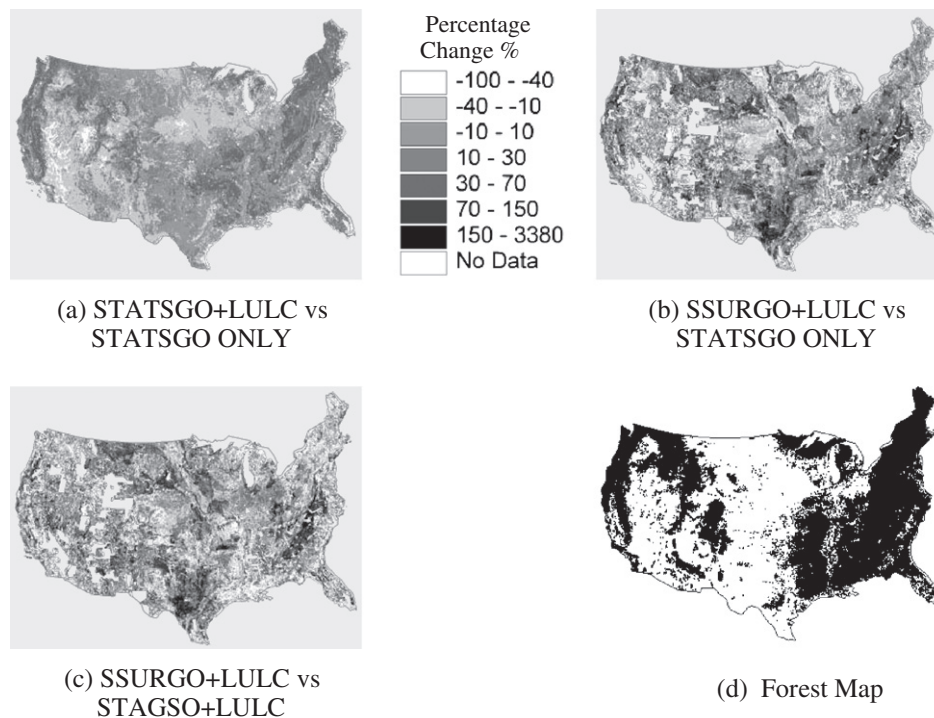 Percentage
Change %
-100 - -40
-40 - -10
-10 - 10
10 - 30
30 - 70
70 - 150
150 - 3380
No Data
(a) STATSGO+LULC vs
STATSGO ONLY
(b) SSURGO+LULC vs
STATSGO ONLY
(c) SSURGO+LULC vs
STAGSO+LULC
(d) Forest Map